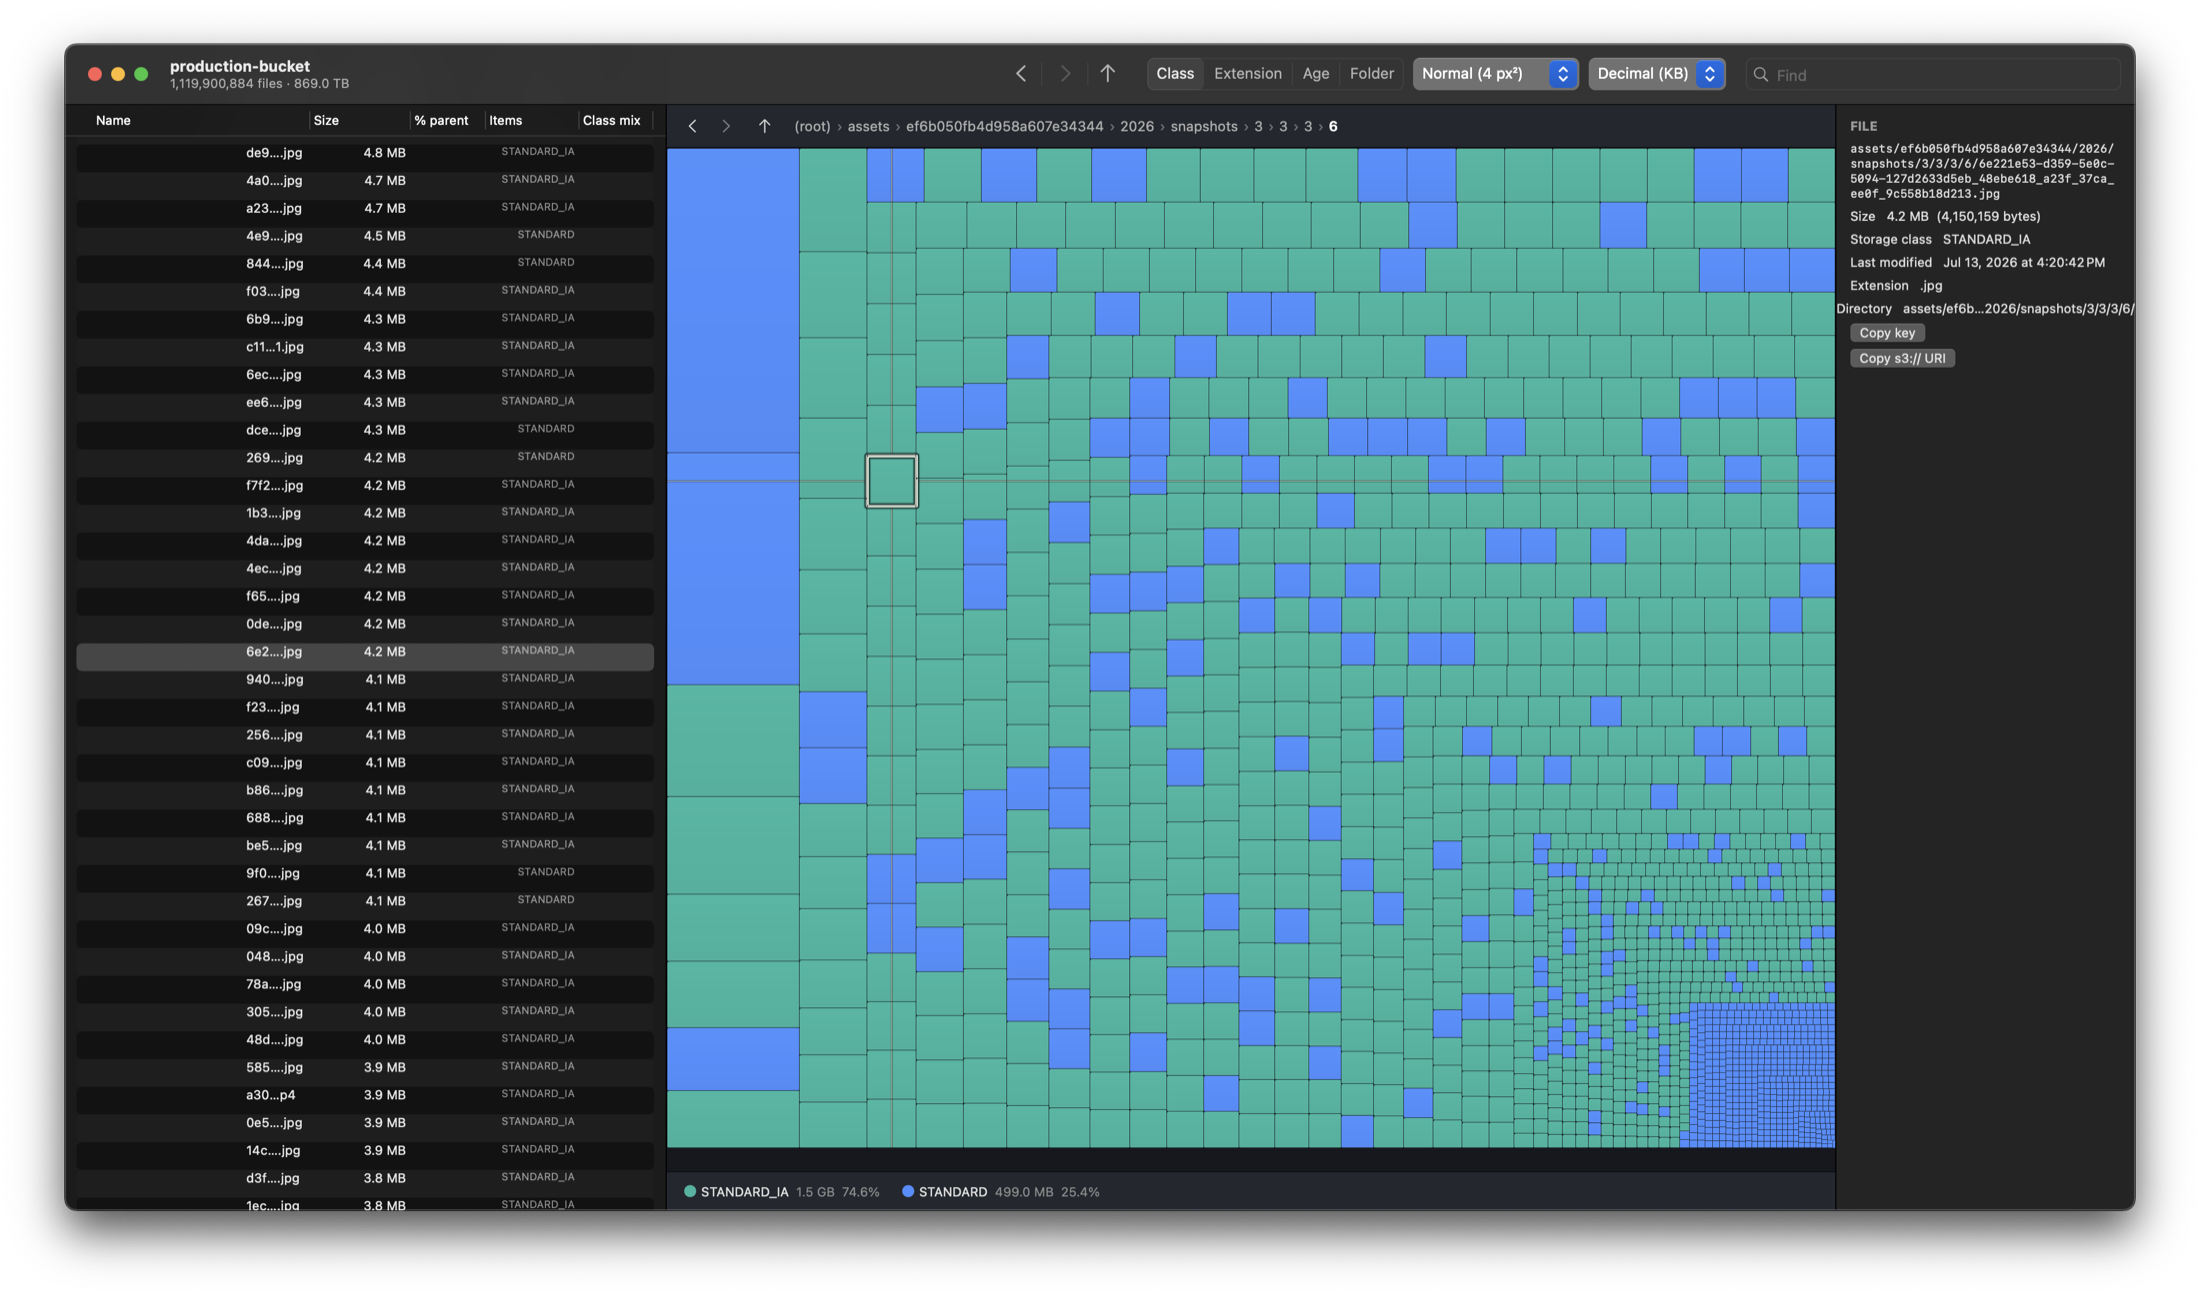 production-bucket
1,119,900,884 files · 869.0 TB
Class Extension Age Folder Normal (4 px²) Decimal (KB) Find
Name Size % parent Items Class mix
de9....jpg 4.8 MB STANDARD_IA
4a0....jpg 4.7 MB STANDARD_IA
a23....jpg 4.7 MB STANDARD_IA
4e9....jpg 4.5 MB STANDARD
844....jpg 4.4 MB STANDARD
f03....jpg 4.4 MB STANDARD_IA
6b9....jpg 4.3 MB STANDARD_IA
c11...1.jpg 4.3 MB STANDARD_IA
6ec....jpg 4.3 MB STANDARD_IA
ee6....jpg 4.3 MB STANDARD_IA
dce....jpg 4.3 MB STANDARD
269....jpg 4.2 MB STANDARD
f7f2....jpg 4.2 MB STANDARD_IA
1b3....jpg 4.2 MB STANDARD_IA
4da....jpg 4.2 MB STANDARD_IA
4ec....jpg 4.2 MB STANDARD_IA
f65....jpg 4.2 MB STANDARD_IA
0de....jpg 4.2 MB STANDARD_IA
6e2....jpg 4.2 MB STANDARD_IA
940....jpg 4.1 MB STANDARD_IA
f23....jpg 4.1 MB STANDARD_IA
256....jpg 4.1 MB STANDARD_IA
c09....jpg 4.1 MB STANDARD_IA
b86....jpg 4.1 MB STANDARD_IA
688....jpg 4.1 MB STANDARD_IA
be5....jpg 4.1 MB STANDARD_IA
9f0....jpg 4.1 MB STANDARD
267....jpg 4.1 MB STANDARD
09c....jpg 4.0 MB STANDARD_IA
048....jpg 4.0 MB STANDARD_IA
78a....jpg 4.0 MB STANDARD_IA
305....jpg 4.0 MB STANDARD_IA
48d....jpg 4.0 MB STANDARD_IA
585....jpg 3.9 MB STANDARD_IA
a30...p4 3.9 MB STANDARD_IA
0e5....jpg 3.9 MB STANDARD_IA
14c....jpg 3.9 MB STANDARD_IA
d3f....jpg 3.8 MB STANDARD_IA
1ec....jpg 3.8 MB STANDARD_IA
(root) › assets › ef6b050fb4d958a607e34344 › 2026 › snapshots › 3 › 3 › 3 › 6
STANDARD_IA 1.5 GB 74.6% STANDARD 499.0 MB 25.4%
FILE
assets/ef6b050fb4d958a607e34344/2026/
snapshots/3/3/3/6/6e221e53-d359-5e0c-
5094-127d2633d5eb_48ebe618_a23f_37ca_
ee0f_9c558b18d213.jpg
Size 4.2 MB (4,150,159 bytes)
Storage class STANDARD_IA
Last modified Jul 13, 2026 at 4:20:42 PM
Extension .jpg
Directory assets/ef6b...2026/snapshots/3/3/3/6/
Copy key
Copy s3:// URI